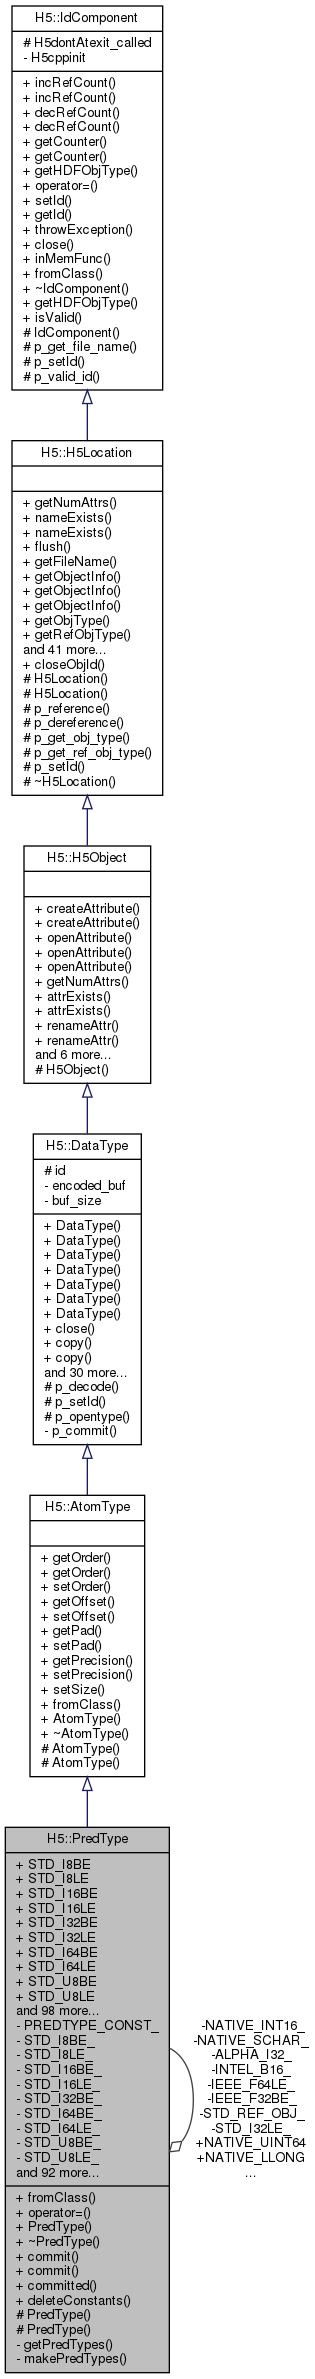 H5::IdComponent
# H5dontAtexit_called
- H5cppinit
+ incRefCount()
+ incRefCount()
+ decRefCount()
+ decRefCount()
+ getCounter()
+ getCounter()
+ getHDFObjType()
+ operator=()
+ setId()
+ getId()
+ throwException()
+ close()
+ inMemFunc()
+ fromClass()
+ ~IdComponent()
+ getHDFObjType()
+ isValid()
# IdComponent()
# p_get_file_name()
# p_setId()
# p_valid_id()
H5::H5Location
+ getNumAttrs()
+ nameExists()
+ nameExists()
+ flush()
+ getFileName()
+ getObjectInfo()
+ getObjectInfo()
+ getObjectInfo()
+ getObjType()
+ getRefObjType()
and 41 more...
+ closeObjId()
# H5Location()
# H5Location()
# p_reference()
# p_dereference()
# p_get_obj_type()
# p_get_ref_obj_type()
# p_setId()
# ~H5Location()
H5::H5Object
+ createAttribute()
+ createAttribute()
+ openAttribute()
+ openAttribute()
+ openAttribute()
+ getNumAttrs()
+ attrExists()
+ attrExists()
+ renameAttr()
+ renameAttr()
and 6 more...
# H5Object()
H5::DataType
# id
- encoded_buf
- buf_size
+ DataType()
+ DataType()
+ DataType()
+ DataType()
+ DataType()
+ DataType()
+ DataType()
+ close()
+ copy()
+ copy()
and 30 more...
# p_decode()
# p_setId()
# p_opentype()
- p_commit()
H5::AtomType
+ getOrder()
+ getOrder()
+ setOrder()
+ getOffset()
+ setOffset()
+ getPad()
+ setPad()
+ getPrecision()
+ setPrecision()
+ setSize()
+ fromClass()
+ AtomType()
+ ~AtomType()
# AtomType()
# AtomType()
H5::PredType
+ STD_I8BE
+ STD_I8LE
+ STD_I16BE
+ STD_I16LE
+ STD_I32BE
+ STD_I32LE
+ STD_I64BE
+ STD_I64LE
+ STD_U8BE
+ STD_U8LE
and 98 more...
- PREDTYPE_CONST_
- STD_I8BE_
- STD_I8LE_
- STD_I16BE_
- STD_I16LE_
- STD_I32BE_
- STD_I64BE_
- STD_I64LE_
- STD_U8BE_
- STD_U8LE_
and 92 more...
+ fromClass()
+ operator=()
+ PredType()
+ ~PredType()
+ commit()
+ commit()
+ committed()
+ deleteConstants()
# PredType()
# PredType()
- getPredTypes()
- makePredTypes()
-NATIVE_INT16_
-NATIVE_SCHAR_
-ALPHA_I32_
-INTEL_B16_
-IEEE_F64LE_
-IEEE_F32BE_
-STD_REF_OBJ_
-STD_I32LE_
+NATIVE_UINT64
+NATIVE_LLONG
...